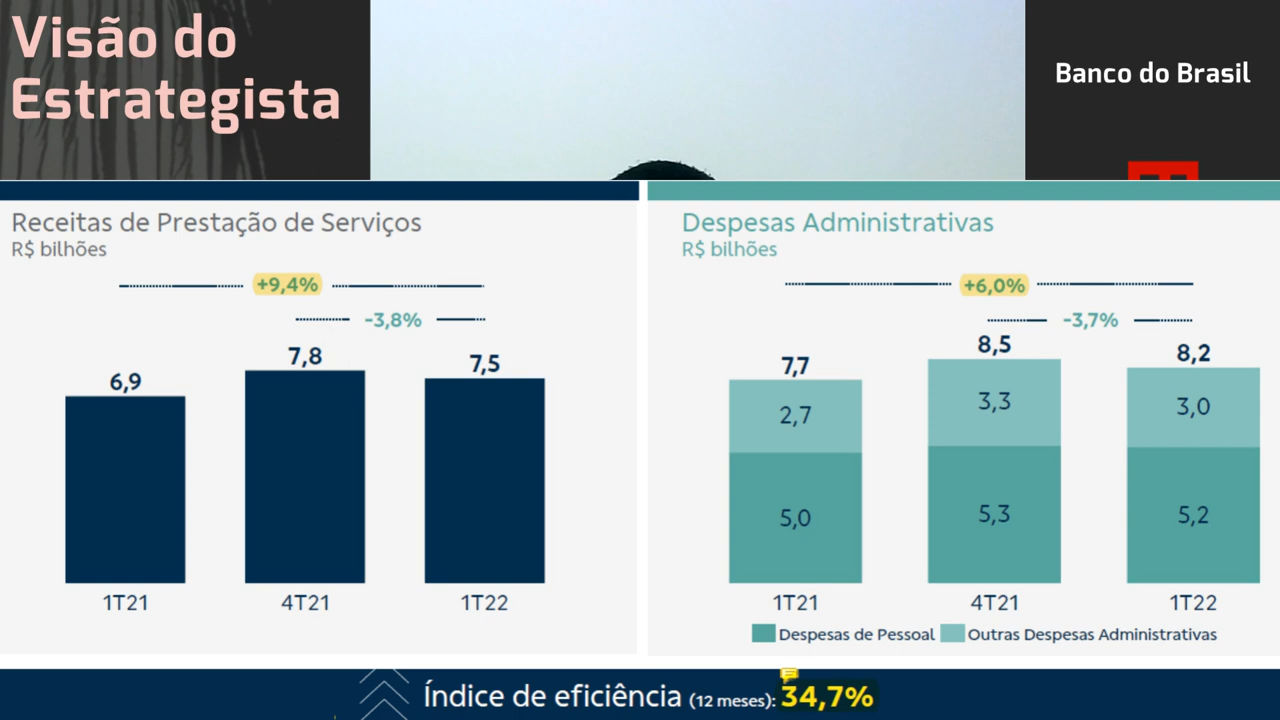 Visão do
Estrategista
Banco do Brasil
Receitas de Prestação de Serviços
R$ bilhões
+9,4%
-3,8%
6,9
7,8
7,5
1T21
4T21
1T22
Despesas Administrativas
R$ bilhões
+6,0%
-3,7%
7,7
8,5
8,2
2,7
3,3
3,0
5,0
5,3
5,2
1T21
4T21
1T22
Despesas de Pessoal
Outras Despesas Administrativas
Índice de eficiência (12 meses): 34,7%